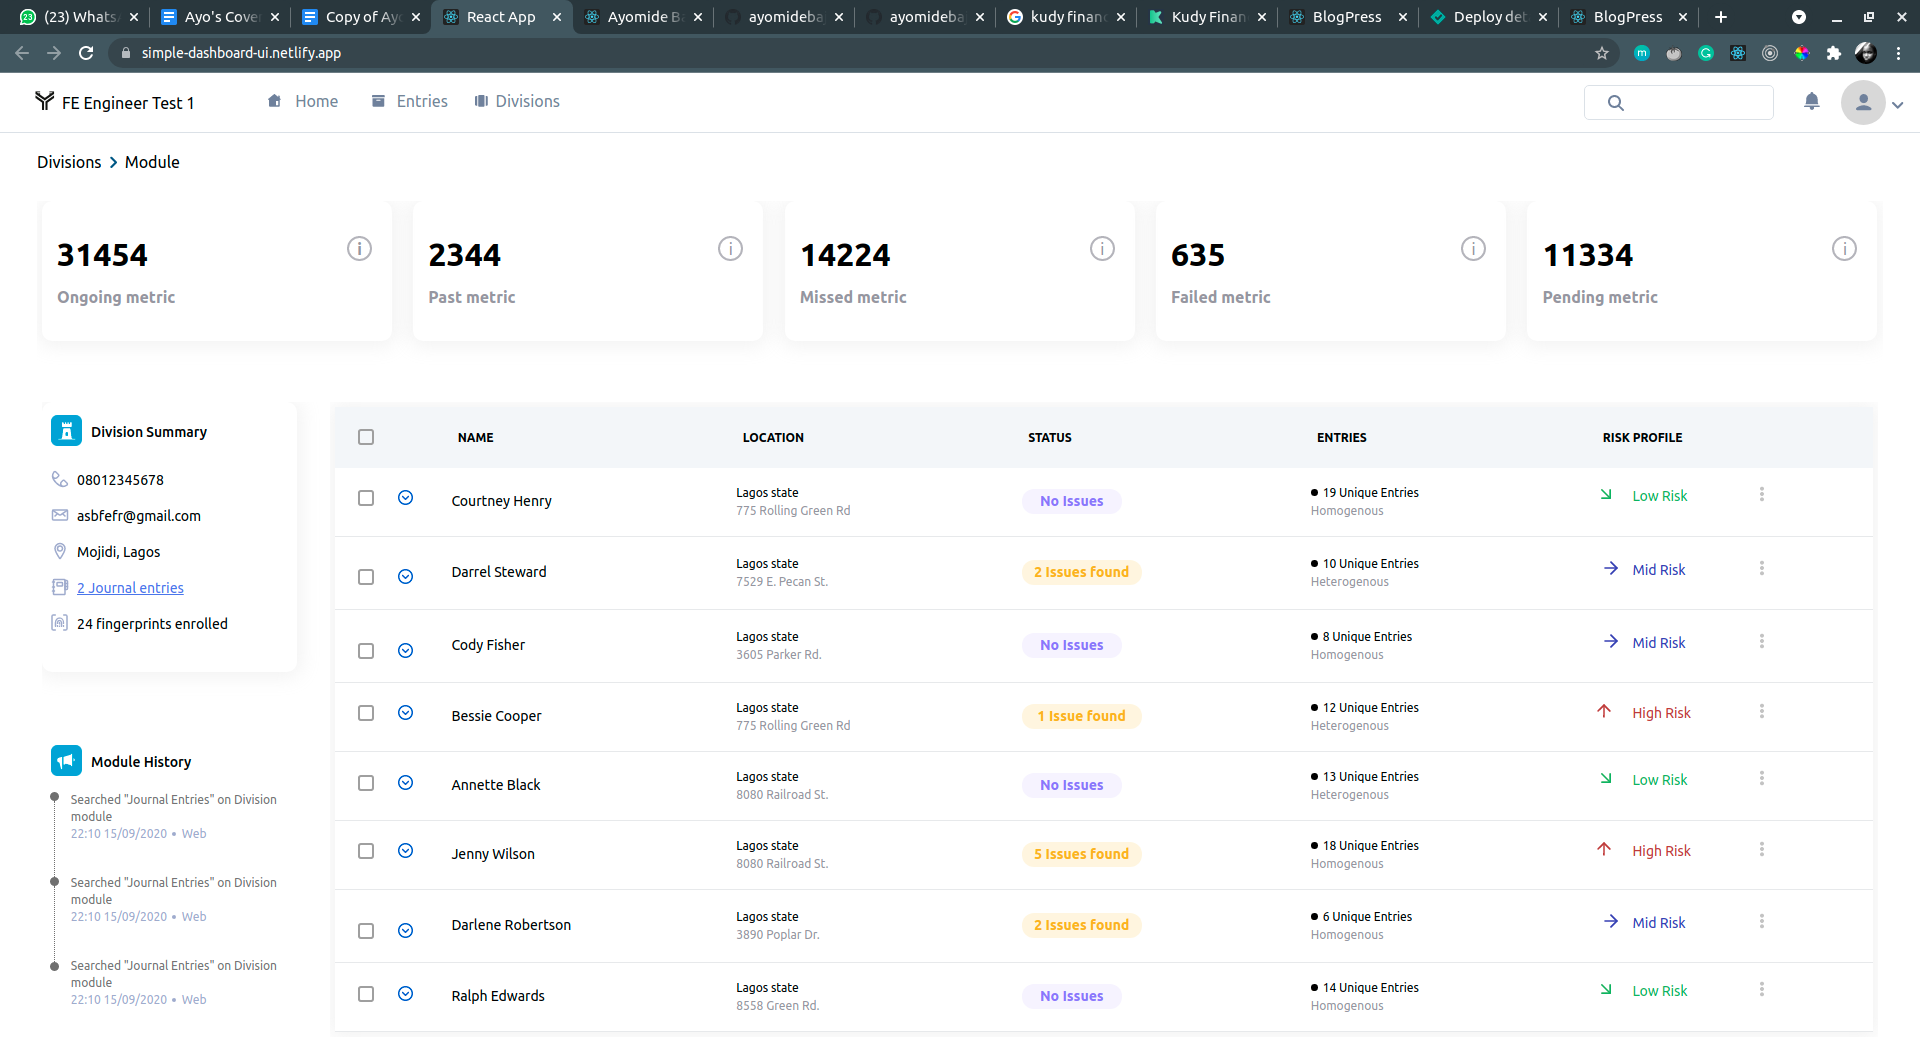 (23) Whats
Ayo's Cove
Copy of Ay
React App
Ayomide B
ayomideba
ayomideba
kudy finan
Kudy Finan
BlogPress
Deploy det
BlogPress
simple-dashboard-ui.netlify.app
FE Engineer Test 1
Home
Entries
Divisions
Divisions > Module
31454
Ongoing metric
2344
Past metric
14224
Missed metric
635
Failed metric
11334
Pending metric
Division Summary
08012345678
asbfefr@gmail.com
Mojidi, Lagos
2 Journal entries
24 fingerprints enrolled
Module History
Searched "Journal Entries" on Division
module
22:10 15/09/2020 • Web
Searched "Journal Entries" on Division
module
22:10 15/09/2020 • Web
Searched "Journal Entries" on Division
module
22:10 15/09/2020 • Web
NAME LOCATION STATUS ENTRIES RISK PROFILE
Courtney Henry
Lagos state
775 Rolling Green Rd
No Issues
19 Unique Entries
Homogenous
Low Risk
Darrel Steward
Lagos state
7529 E. Pecan St.
2 Issues found
10 Unique Entries
Heterogenous
Mid Risk
Cody Fisher
Lagos state
3605 Parker Rd.
No Issues
8 Unique Entries
Homogenous
Mid Risk
Bessie Cooper
Lagos state
775 Rolling Green Rd
1 Issue found
12 Unique Entries
Heterogenous
High Risk
Annette Black
Lagos state
8080 Railroad St.
No Issues
13 Unique Entries
Heterogenous
Low Risk
Jenny Wilson
Lagos state
8080 Railroad St.
5 Issues found
18 Unique Entries
Homogenous
High Risk
Darlene Robertson
Lagos state
3890 Poplar Dr.
2 Issues found
6 Unique Entries
Homogenous
Mid Risk
Ralph Edwards
Lagos state
8558 Green Rd.
No Issues
14 Unique Entries
Homogenous
Low Risk